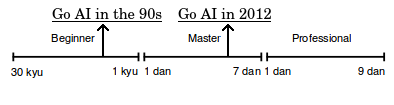 Go AI in the 90s Go AI in 2012
Beginner Master Professional
30 kyu 1 kyu 1 dan 7 dan 1 dan 9 dan